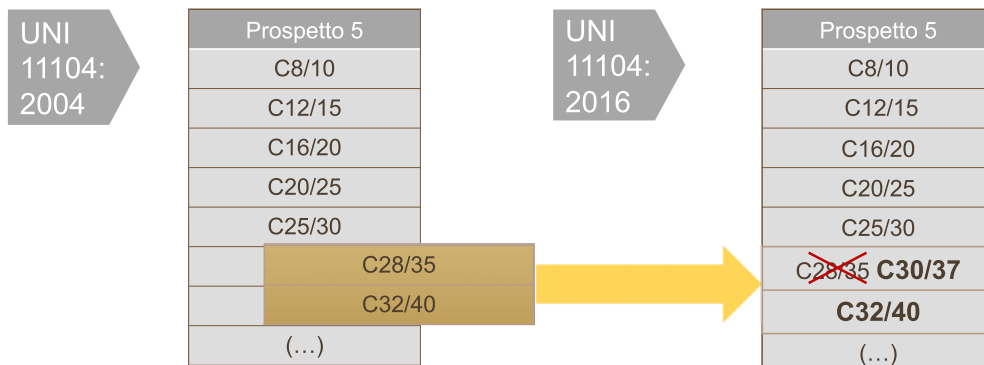 UNI
11104:
2004
Prospetto 5
C8/10
C12/15
C16/20
C20/25
C25/30
C28/35
C32/40
(...)
UNI
11104:
2016
Prospetto 5
C8/10
C12/15
C16/20
C20/25
C25/30
C28/35 C30/37
C32/40
(...)